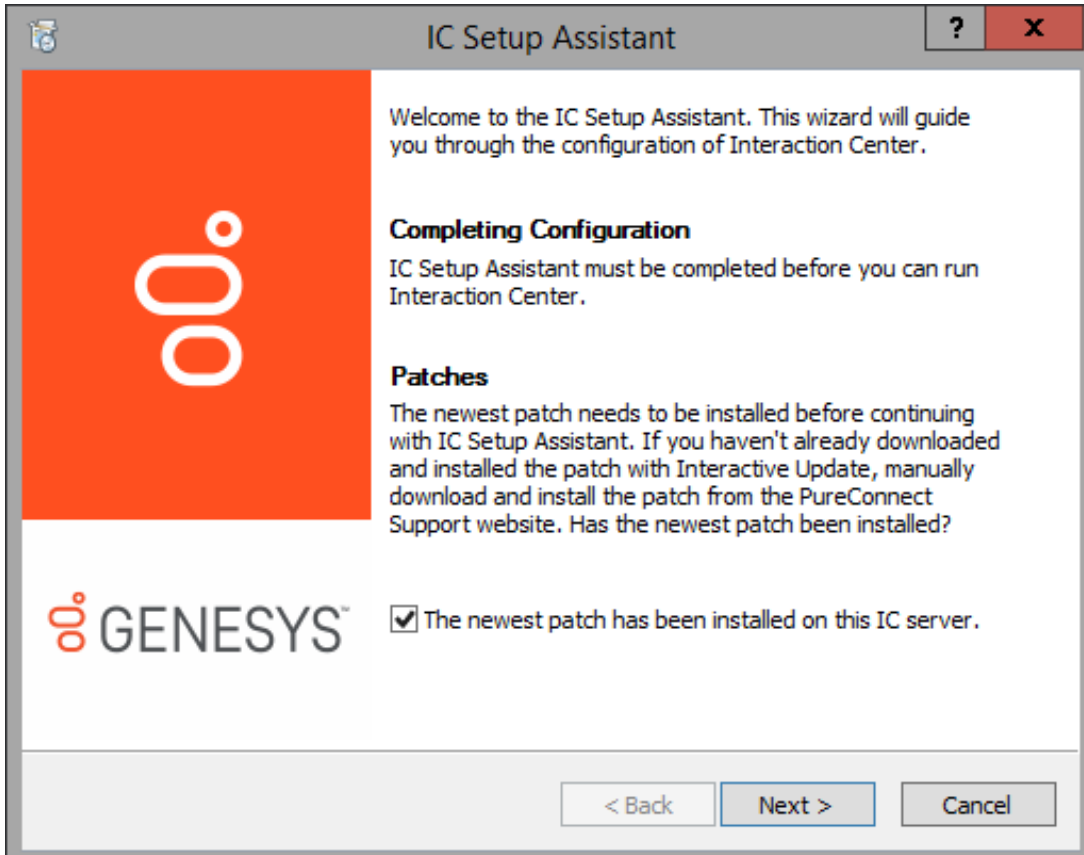 IC Setup Assistant
?
x
Welcome to the IC Setup Assistant. This wizard will guide
you through the configuration of Interaction Center.
Completing Configuration
IC Setup Assistant must be completed before you can run
Interaction Center.
Patches
The newest patch needs to be installed before continuing
with IC Setup Assistant. If you haven't already downloaded
and installed the patch with Interactive Update, manually
download and install the patch from the PureConnect
Support website. Has the newest patch been installed?
GENESYS™
The newest patch has been installed on this IC server.
< Back
Next >
Cancel